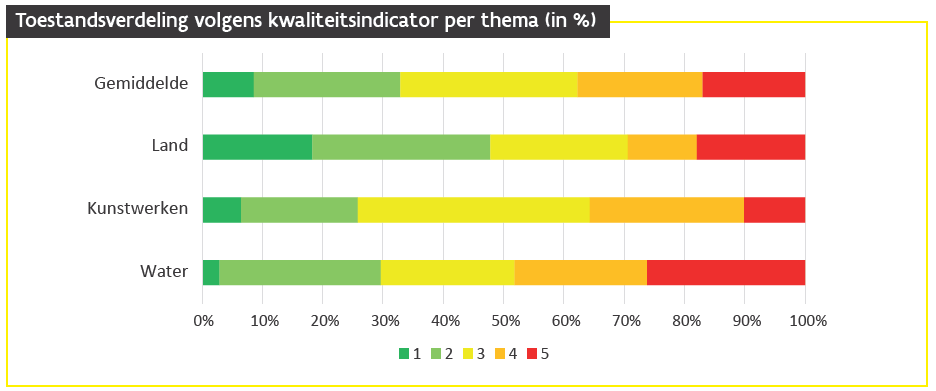 Toestandsverdeling volgens kwaliteitsindicator per thema (in %)
Gemiddelde
Land
Kunstwerken
Water
0% 10% 20% 30% 40% 50% 60% 70% 80% 90% 100%
1 2 3 4 5